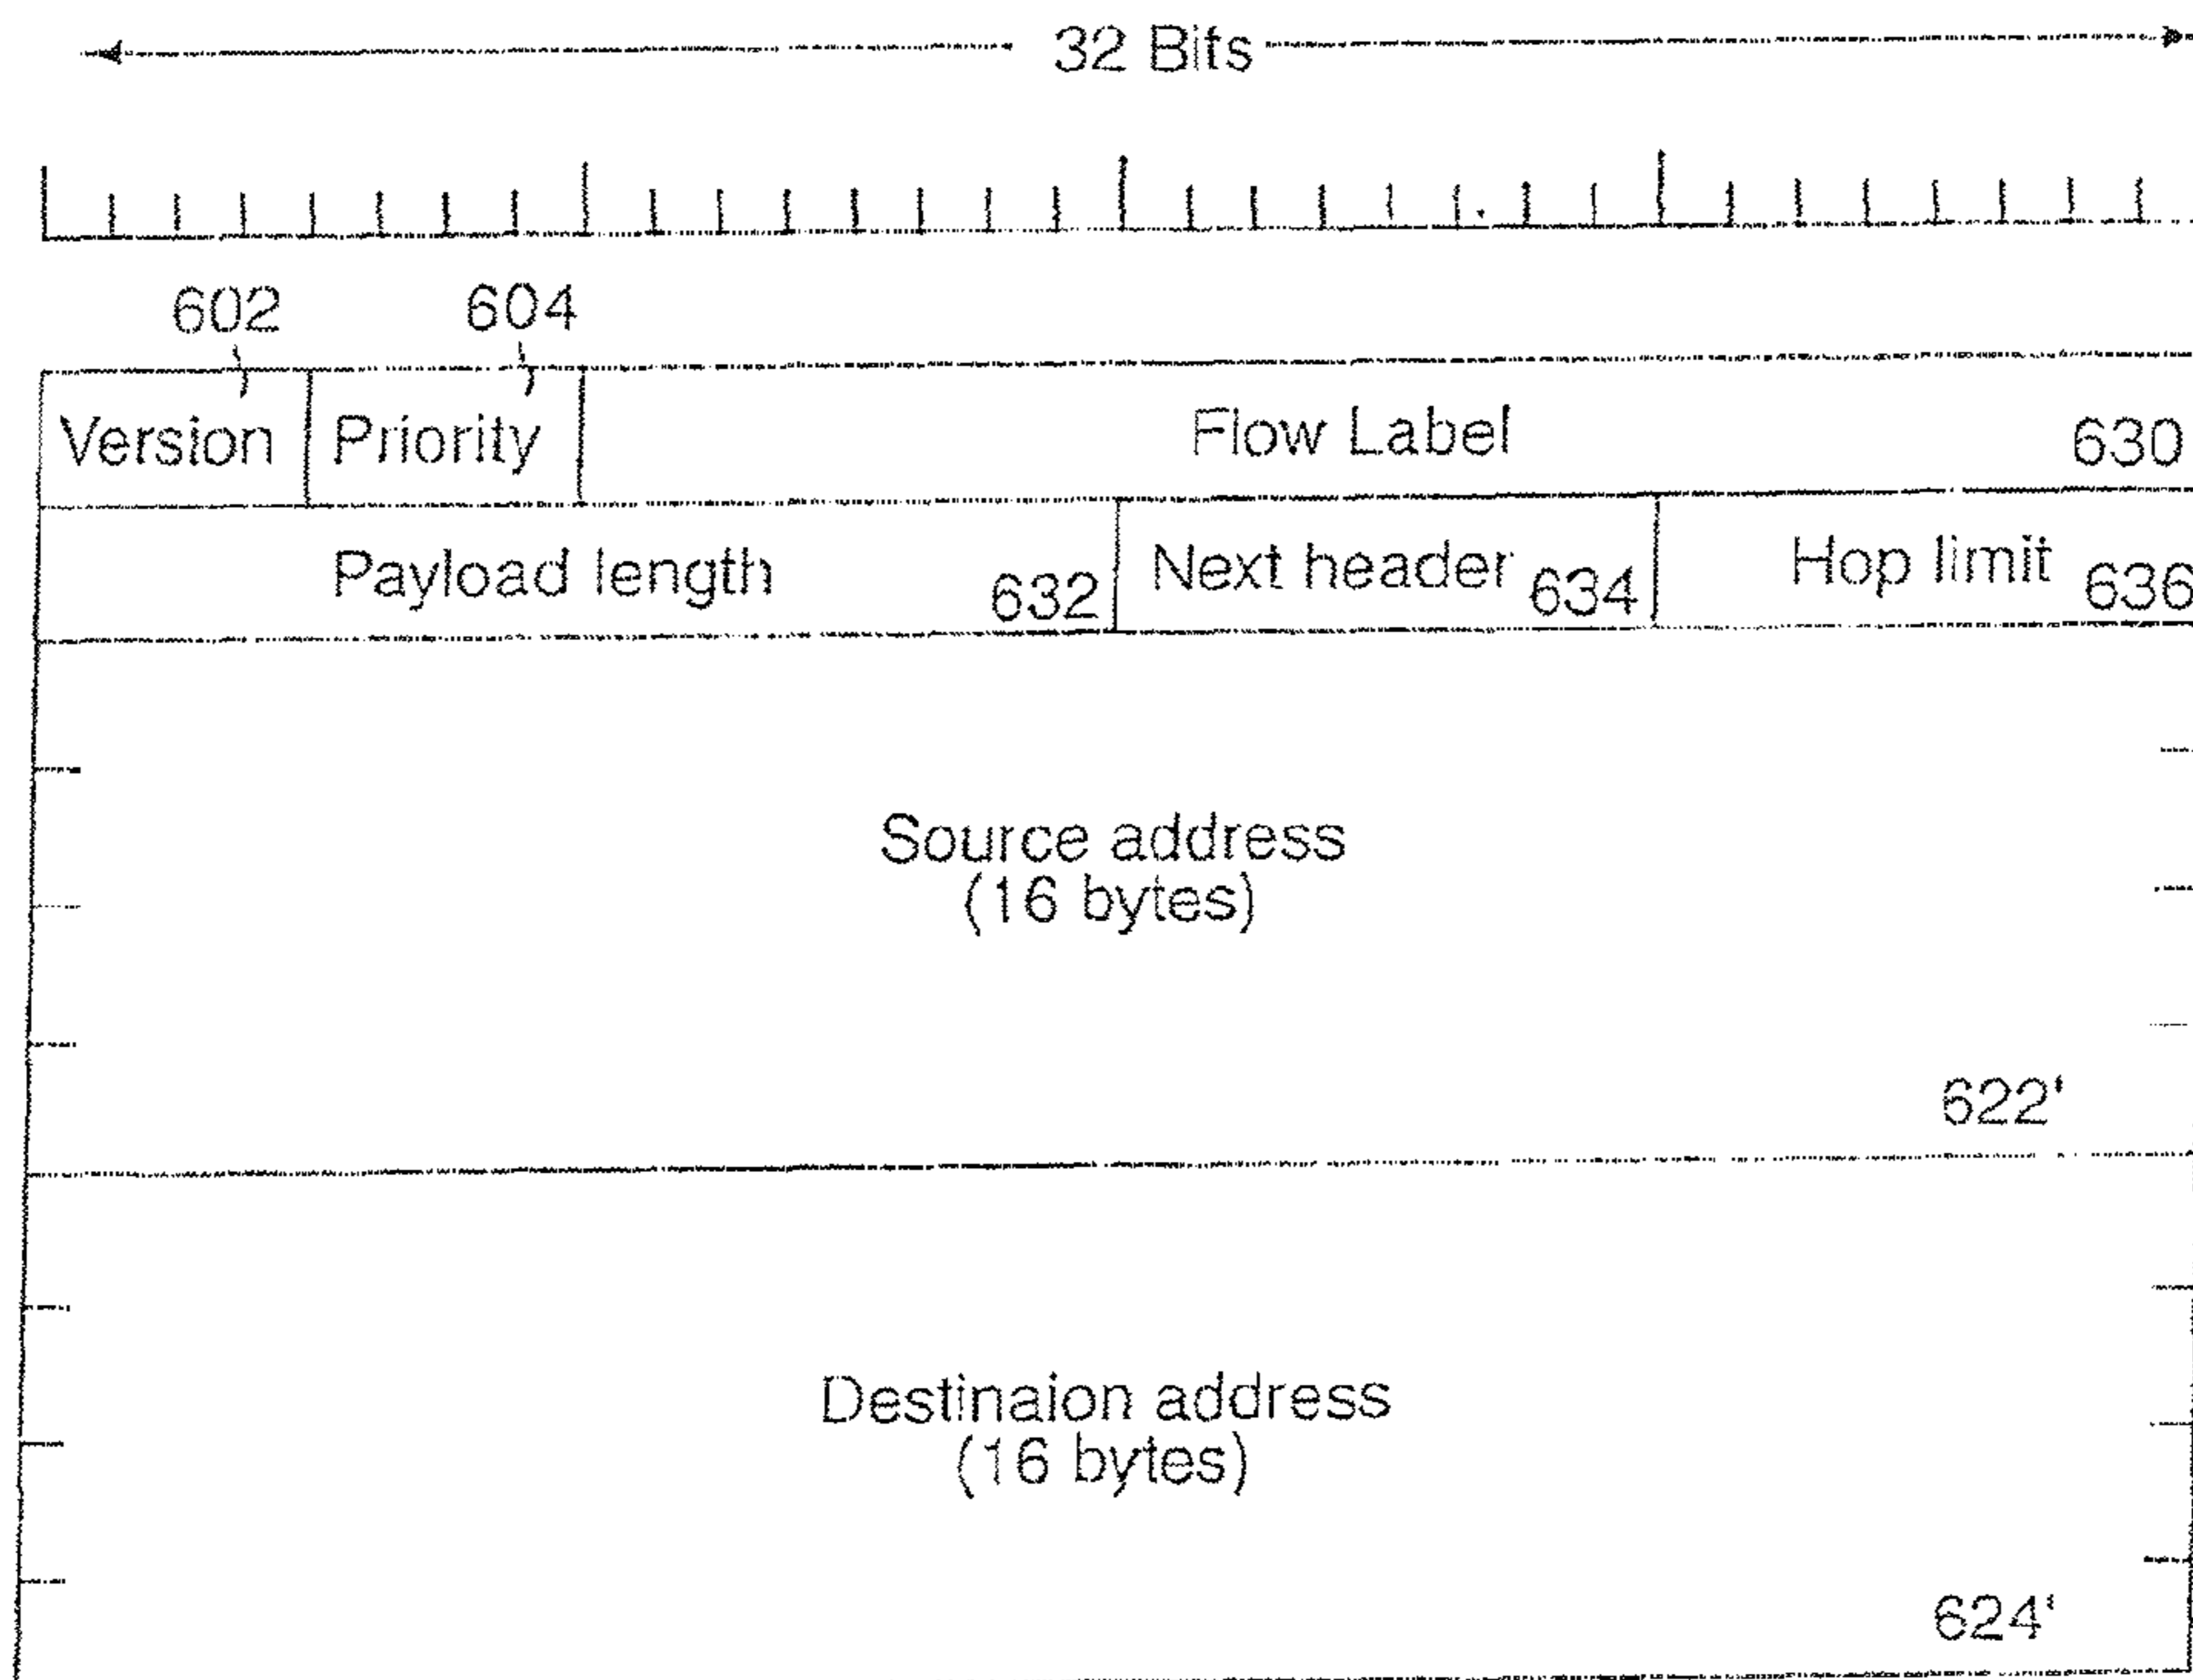 32 Bits
602 604
Version Priority Flow Label 630
Payload length 632 Next header 634 Hop limit 636
Source address
(16 bytes)
622'
Destinaion address
(16 bytes)
624'